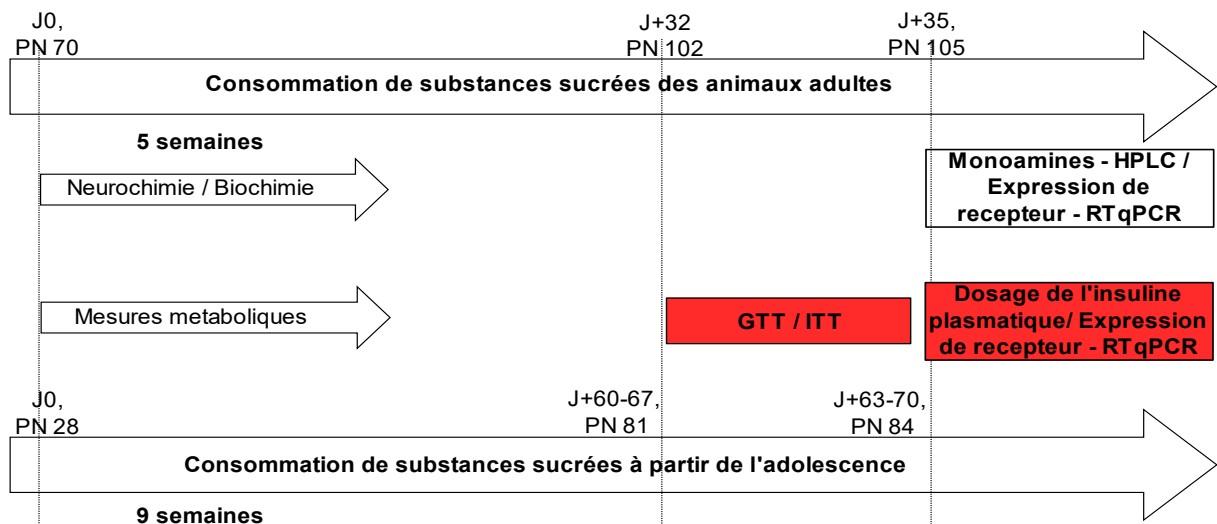 J0,
PN 70
J+32
PN 102
J+35,
PN 105
Consommation de substances sucrées des animaux adultes
5 semaines
Neurochimie / Biochimie
Monoamines - HPLC /
Expression de
recepteur - RTqPCR
Mesures metaboliques
GTT / ITT
Dosage de l'insuline
plasmatique/ Expression
de recepteur - RTqPCR
J0,
PN 28
J+60-67,
PN 81
J+63-70,
PN 84
Consommation de substances sucrées à partir de l'adolescence
9 semaines